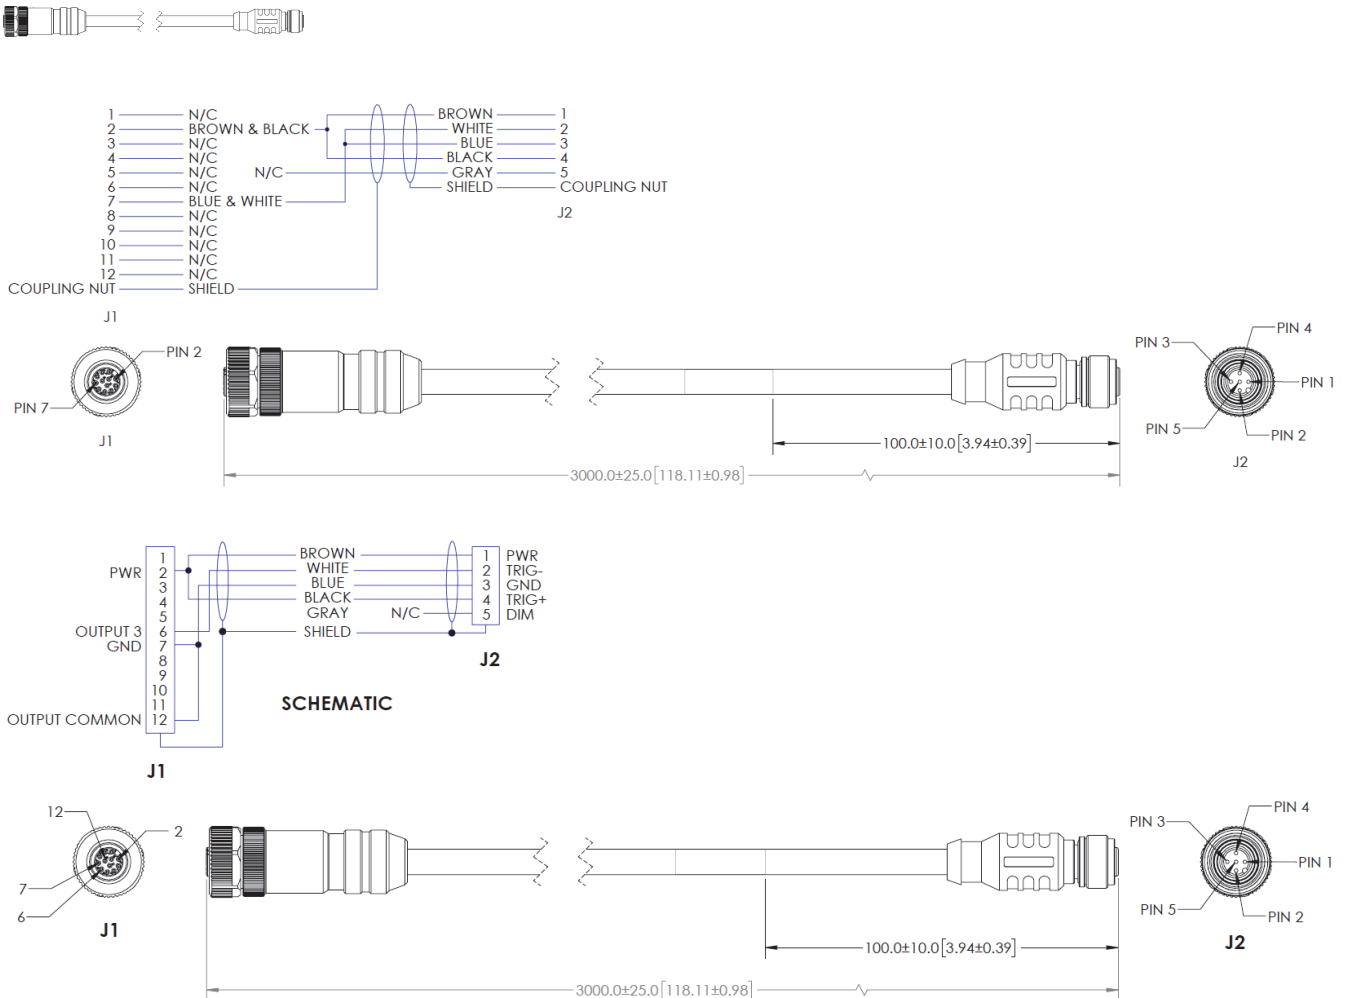 1 N/C BROWN 1
2 BROWN & BLACK WHITE 2
3 N/C BLUE 3
4 N/C BLACK 4
5 N/C N/C GRAY 5
6 N/C SHIELD COUPLING NUT
7 BLUE & WHITE
8 N/C J2
9 N/C
10 N/C
11 N/C
12 N/C
COUPLING NUT SHIELD
J1
PIN 2
PIN 7
J1
100.0±10.0[3.94±0.39]
3000.0±25.0[118.11±0.98]
PIN 4
PIN 3
PIN 1
PIN 5
PIN 2
J2
1 BROWN 1 PWR
PWR 2 WHITE 2 TRIG-
3 BLUE 3 GND
4 BLACK 4 TRIG+
5 GRAY N/C 5 DIM
OUTPUT 3 6 SHIELD
GND 7
8 J2
9
10
11 SCHEMATIC
OUTPUT COMMON 12
J1
12
2
7
6
J1
100.0±10.0[3.94±0.39]
3000.0±25.0[118.11±0.98]
PIN 4
PIN 3
PIN 1
PIN 5
PIN 2
J2